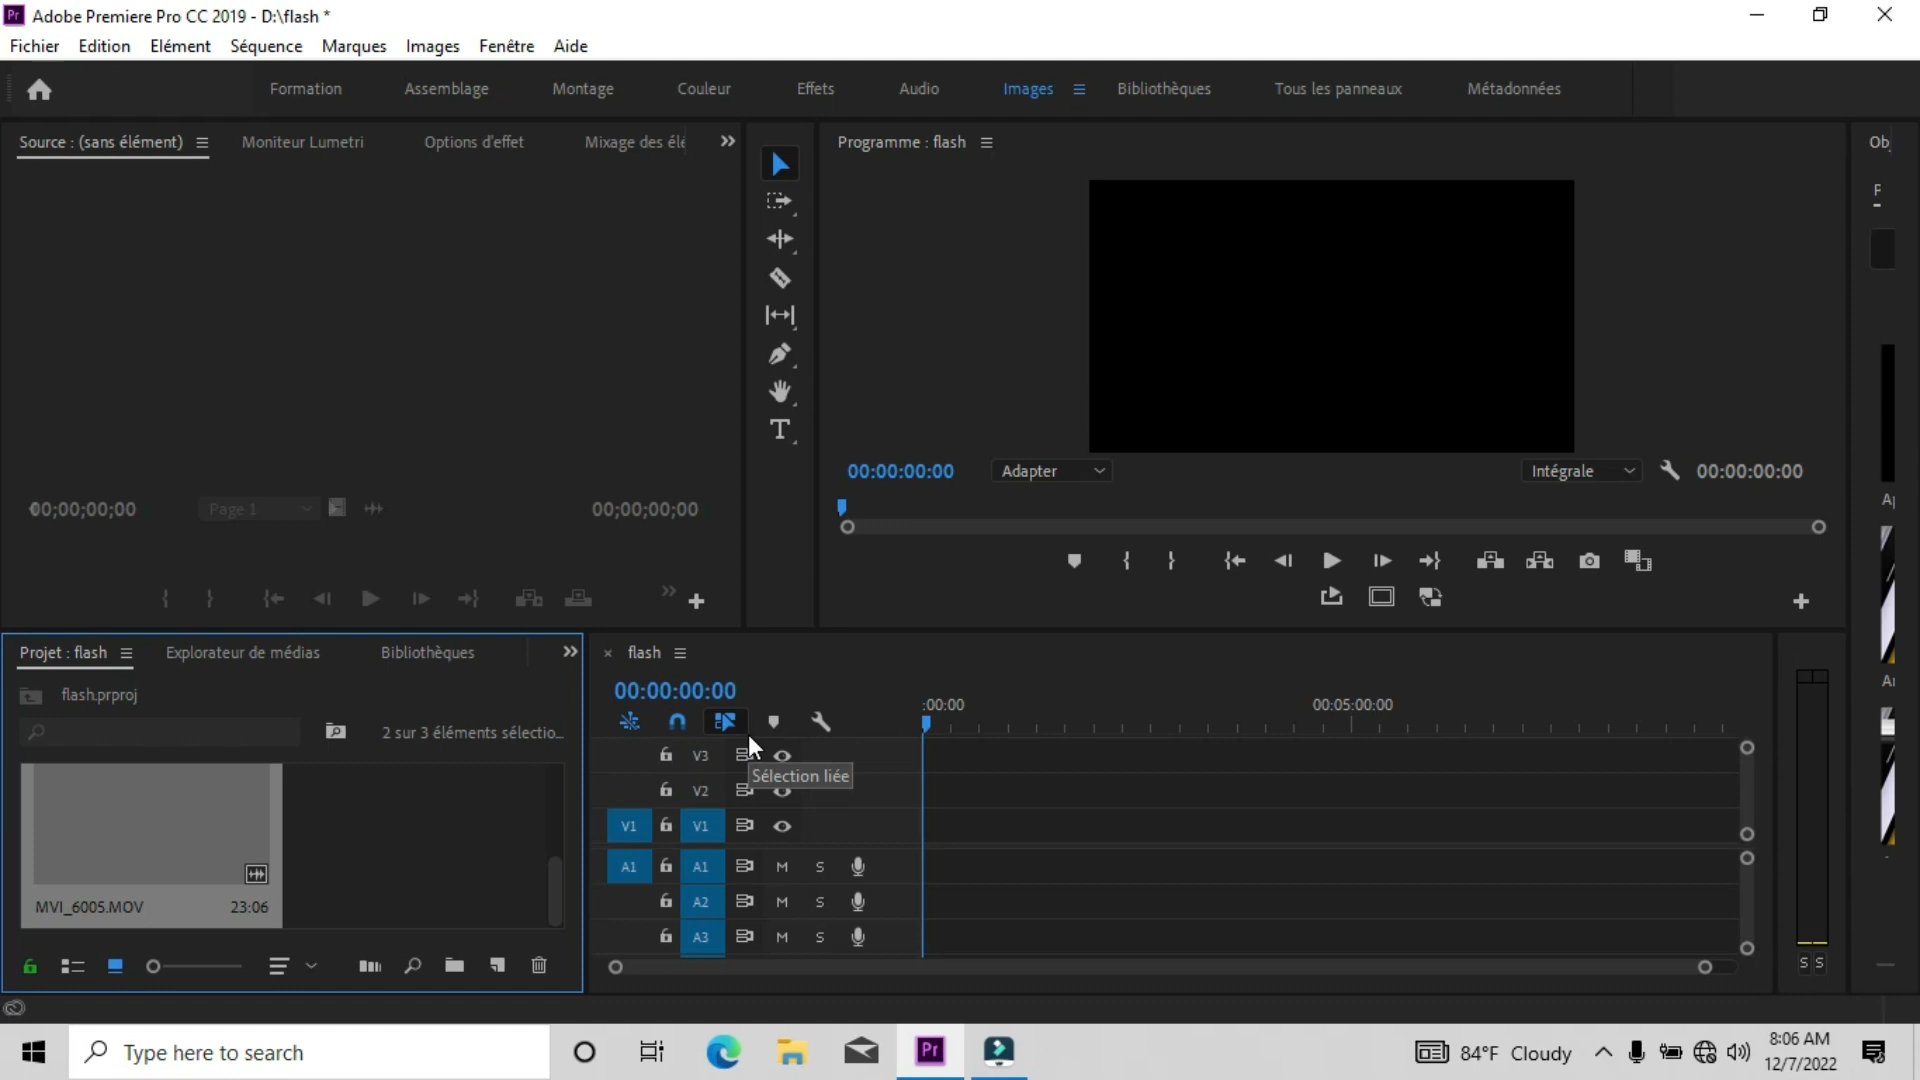 Adobe Premiere Pro CC 2019 - D:\flash *
Fichier Edition Elément Séquence Marques Images Fenêtre Aide
Formation Assemblage Montage Couleur Effets Audio Images Bibliothèques Tous les panneaux Métadonnées
Source : (sans élément) Moniteur Lumetri Options d'effet Mixage des élé
Programme : flash
Ob
00:00:00:00 Adapter Intégrale 00:00:00:00
00;00;00;00 Page 1 00;00;00;00
Projet : flash Explorateur de médias Bibliothèques
flash.prproj
2 sur 3 éléments sélectio...
MVI_6005.MOV 23:06
flash
00:00:00:00
:00:00 00:05:00:00
V3
Sélection liée
V2
V1 V1
A1 A1 M S
A2 M S
A3 M S
S S
Type here to search
Pr
84°F Cloudy
8:06 AM
12/7/2022